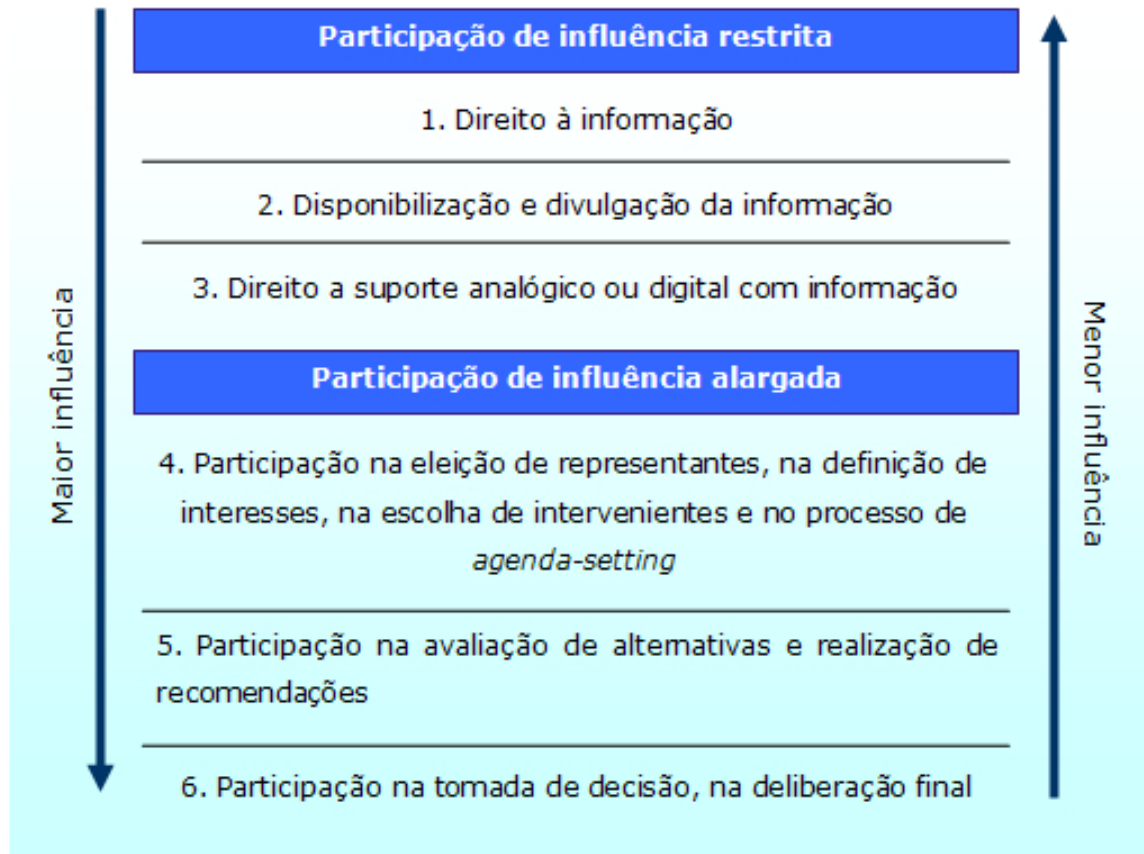 Participação de influência restrita
1. Direito à informação
2. Disponibilização e divulgação da informação
3. Direito a suporte analógico ou digital com informação
Maior influência
Menor influência
Participação de influência alargada
4. Participação na eleição de representantes, na definição de
interesses, na escolha de intervenientes e no processo de
agenda-setting
5. Participação na avaliação de alternativas e realização de
recomendações
6. Participação na tomada de decisão, na deliberação final